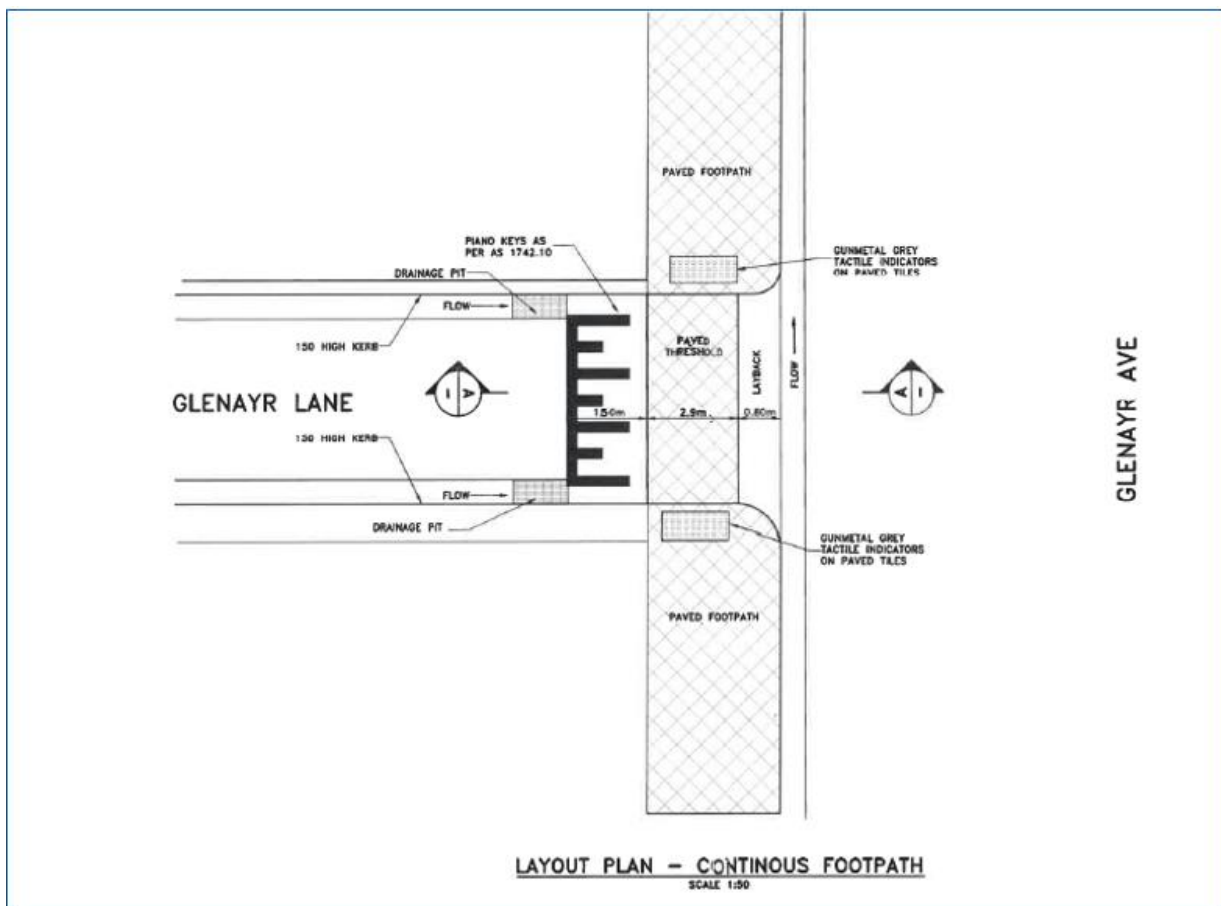 PAVED FOOTPATH
PIANO KEYS AS
PER AS 1742.10
GUNMETAL GREY
TACTILE INDICATORS
ON PAVED TILES
DRAINAGE PIT
FLOW
150 HIGH KERB
PAVED
THRESHOLD
LAYBACK
FLOW
A
I
A
I
GLENAYR LANE
GLENAYR AVE
1.50m
2.9m
0.80m
150 HIGH KERB
FLOW
DRAINAGE PIT
GUNMETAL GREY
TACTILE INDICATORS
ON PAVED TILES
PAVED FOOTPATH
LAYOUT PLAN - CONTINOUS FOOTPATH
SCALE 1:50